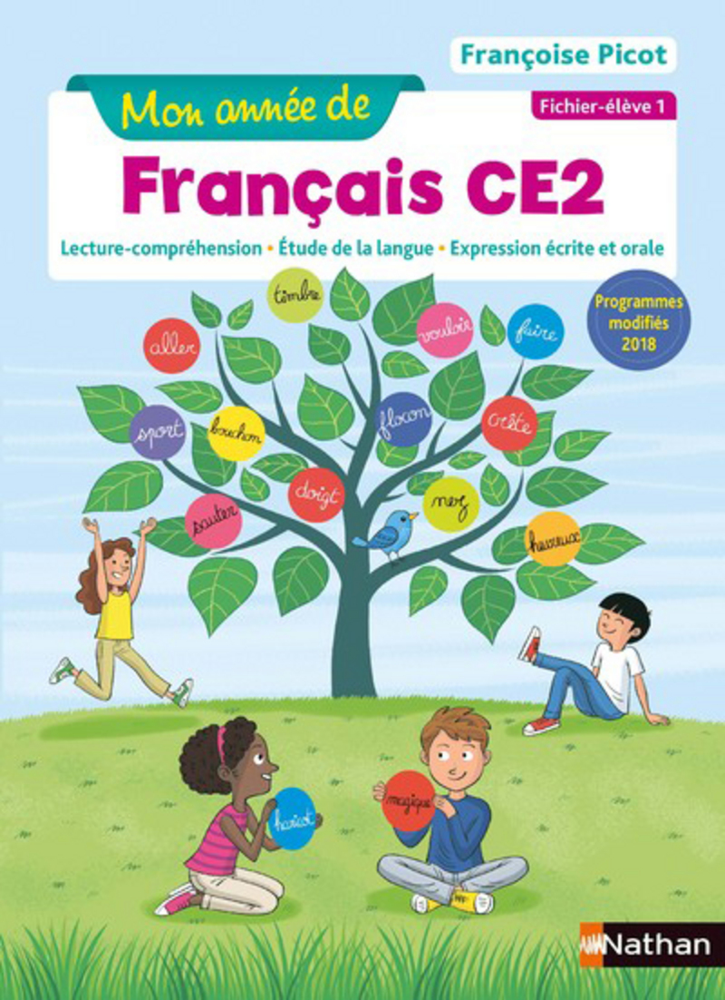 Françoise Picot
Mon année de
Fichier-élève 1
Français CE2
Lecture-compréhension • Étude de la langue • Expression écrite et orale
Programmes
modifiés
2018
timbre
aller
vouloir
faire
sport
bouchon
flocon
crête
doigt
nez
sauter
heureux
haricot
magique
Nathan